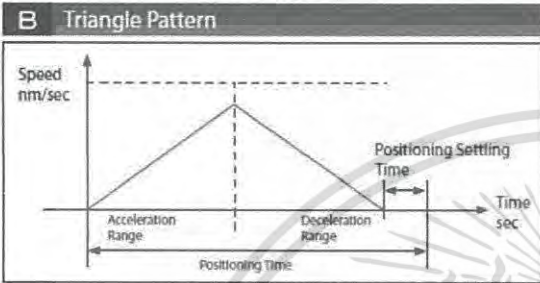 B Triangle Pattern
Speed
nm/sec
Positioning Settling
Time
Time
sec
Acceleration
Range
Deceleration
Range
Positioning Time